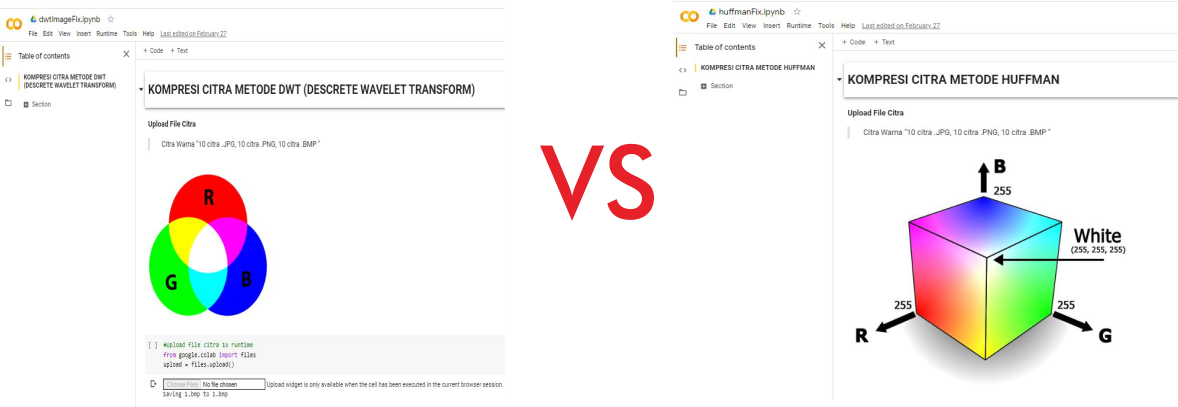 dwtImageFix.ipynb
File Edit View Insert Runtime Tools Help Last edited on February 27
Table of contents
+ Code + Text
KOMPRESI CITRA METODE DWT
(DESCRETE WAVELET TRANSFORM)
Section
KOMPRESI CITRA METODE DWT (DESCRETE WAVELET TRANSFORM)
Upload File Citra
Citra Warna "10 citra .JPG, 10 citra .PNG, 10 citra .BMP "
R
G
B
[ ] #Upload file citra ix runtime
from google.colab import files
upload = files.upload()
Choose Files No file chosen Upload widget is only available when the cell has been executed in the current browser session.
Saving 1.bmp to 1.bmp
VS
huffmanFix.ipynb
File Edit View Insert Runtime Tools Help Last edited on February 27
Table of contents
+ Code + Text
KOMPRESI CITRA METODE HUFFMAN
Section
KOMPRESI CITRA METODE HUFFMAN
Upload File Citra
Citra Warna "10 citra .JPG, 10 citra .PNG, 10 citra .BMP "
B
255
White
(255, 255, 255)
255
255
R
G